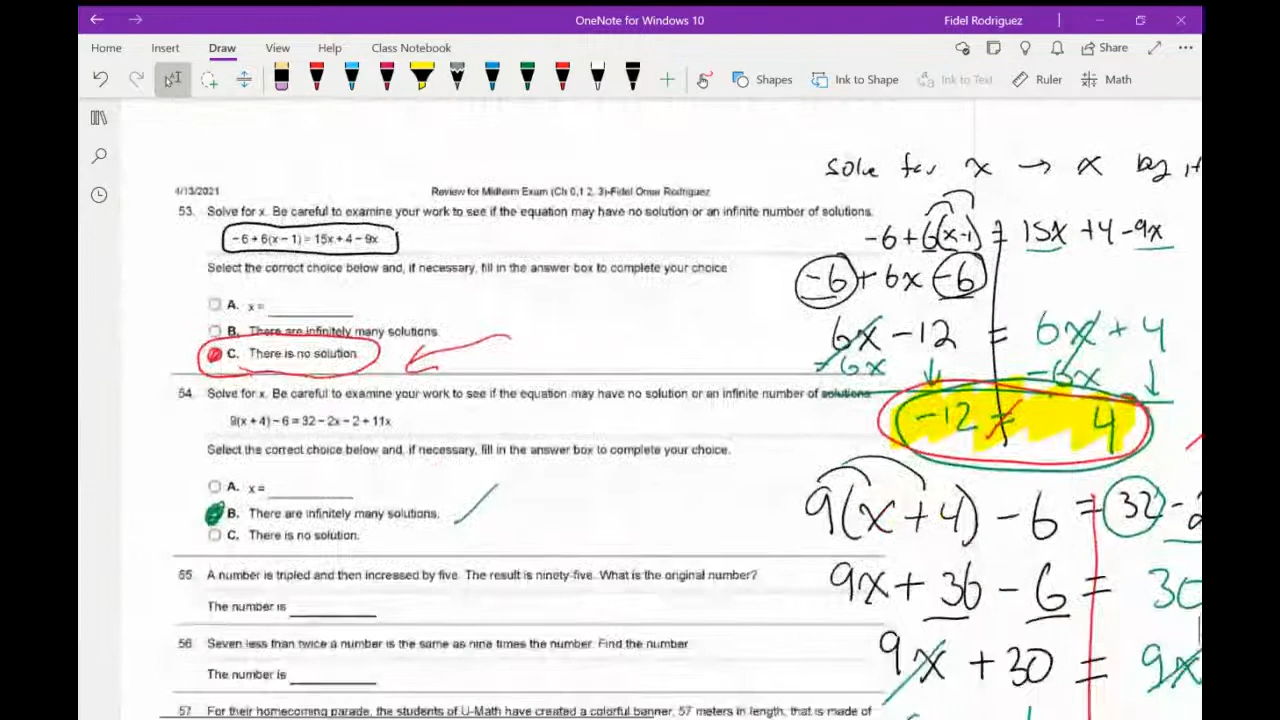 OneNote for Windows 10
Fidel Rodriguez
Home Insert Draw View Help Class Notebook
Share
Shapes Ink to Shape Ink to Text Ruler Math
4/13/2021 Review for Midterm Exam (Ch 0,1 2, 3)-Fidel Omar Rodriguez
53. Solve for x. Be careful to examine your work to see if the equation may have no solution or an infinite number of solutions.
−6 + 6(x − 1) = 15x + 4 − 9x
Select the correct choice below and, if necessary, fill in the answer box to complete your choice
A. x =
B. There are infinitely many solutions.
C. There is no solution.
54. Solve for x. Be careful to examine your work to see if the equation may have no solution or an infinite number of solutions.
9(x + 4) − 6 = 32 − 2x − 2 + 11x
Select the correct choice below and, if necessary, fill in the answer box to complete your choice.
A. x =
B. There are infinitely many solutions.
C. There is no solution.
55. A number is tripled and then increased by five. The result is ninety-five. What is the original number?
The number is
56. Seven less than twice a number is the same as nine times the number. Find the number
The number is
57 For their homecoming parade, the students of U-Math have created a colorful banner, 57 meters in length, that is made of
solve for x → x by
-6 + 6(x-1) = 15x + 4 - 9x
-6 + 6x -6
6x - 12 = 6x + 4
- 6x -6x
-12 = 4
9(x + 4) - 6 = 32 -
9x + 36 - 6 = 30
9x + 30 = 9x